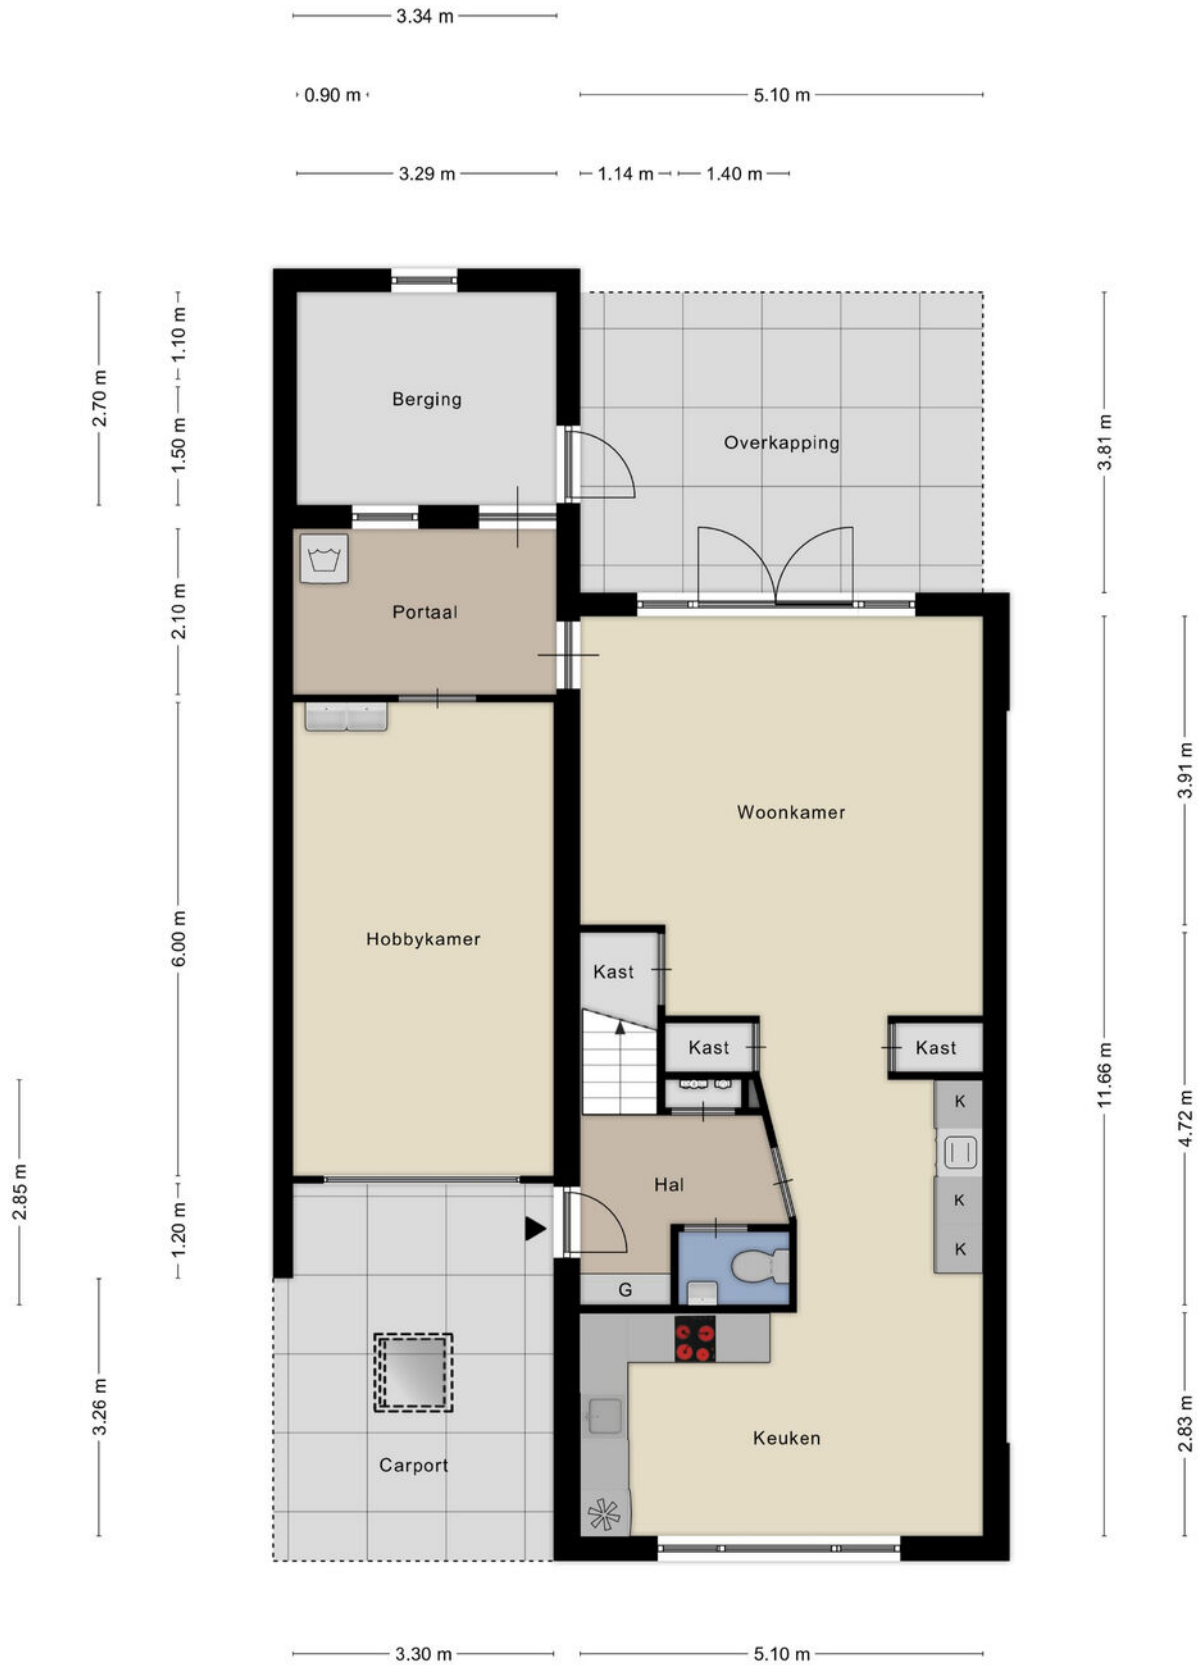 3.34 m
0.90 m
5.10 m
3.29 m
1.14 m
1.40 m
2.70 m
1.10 m
1.50 m
Berging
Overkapping
3.81 m
2.10 m
Portaal
Woonkamer
3.91 m
6.00 m
Hobbykamer
Kast
Kast
Kast
11.66 m
K
4.72 m
2.85 m
1.20 m
Hal
K
K
G
3.26 m
Carport
Keuken
2.83 m
3.30 m
5.10 m